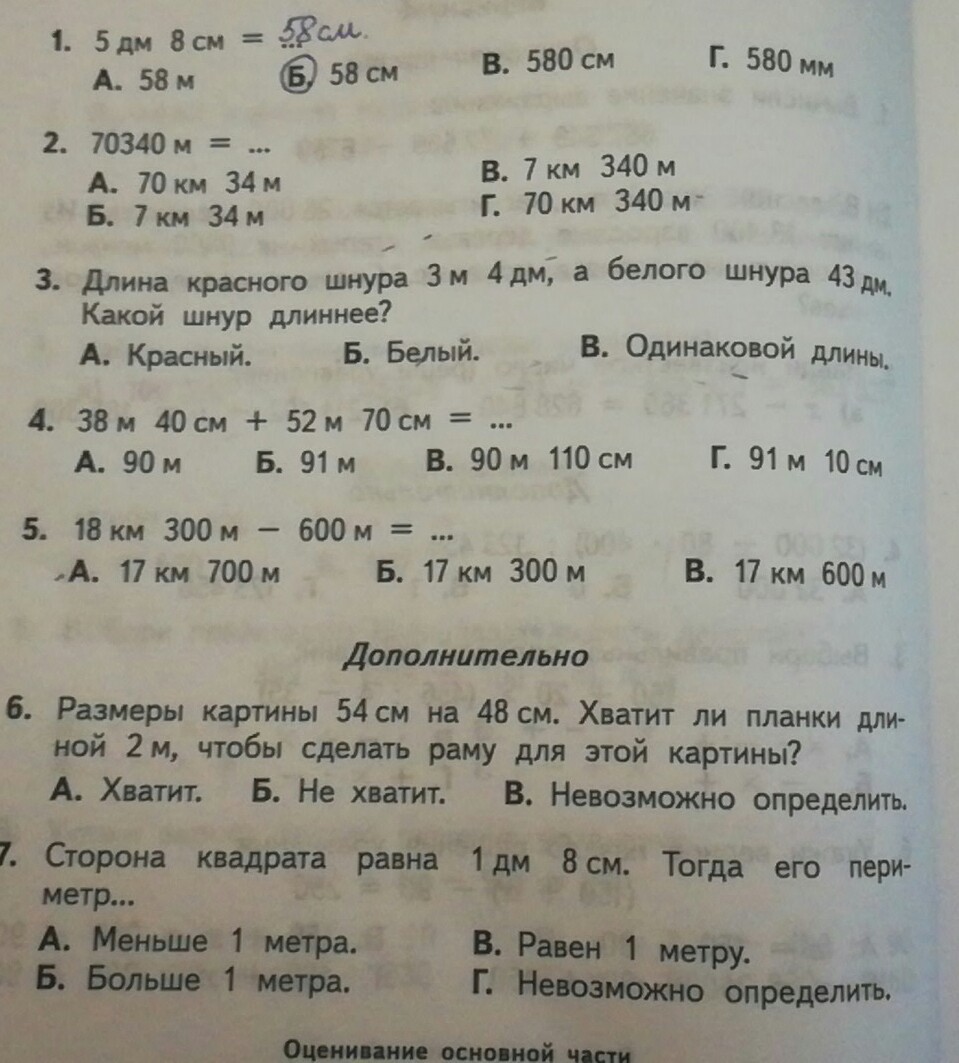 1. 5 дм 8 см = 58 см.
А. 58 м Б. 58 см В. 580 см Г. 580 мм
2. 70340 м = ...
А. 70 км 34 м В. 7 км 340 м
Б. 7 км 34 м Г. 70 км 340 м
3. Длина красного шнура 3 м 4 дм, а белого шнура 43 дм.
Какой шнур длиннее?
А. Красный. Б. Белый. В. Одинаковой длины.
4. 38 м 40 см + 52 м 70 см = ...
А. 90 м Б. 91 м В. 90 м 110 см Г. 91 м 10 см
5. 18 км 300 м − 600 м = ...
А. 17 км 700 м Б. 17 км 300 м В. 17 км 600 м
Дополнительно
6. Размеры картины 54 см на 48 см. Хватит ли планки дли-
ной 2 м, чтобы сделать раму для этой картины?
А. Хватит. Б. Не хватит. В. Невозможно определить.
7. Сторона квадрата равна 1 дм 8 см. Тогда его пери-
метр...
А. Меньше 1 метра. В. Равен 1 метру.
Б. Больше 1 метра. Г. Невозможно определить.
Оценивание основной части